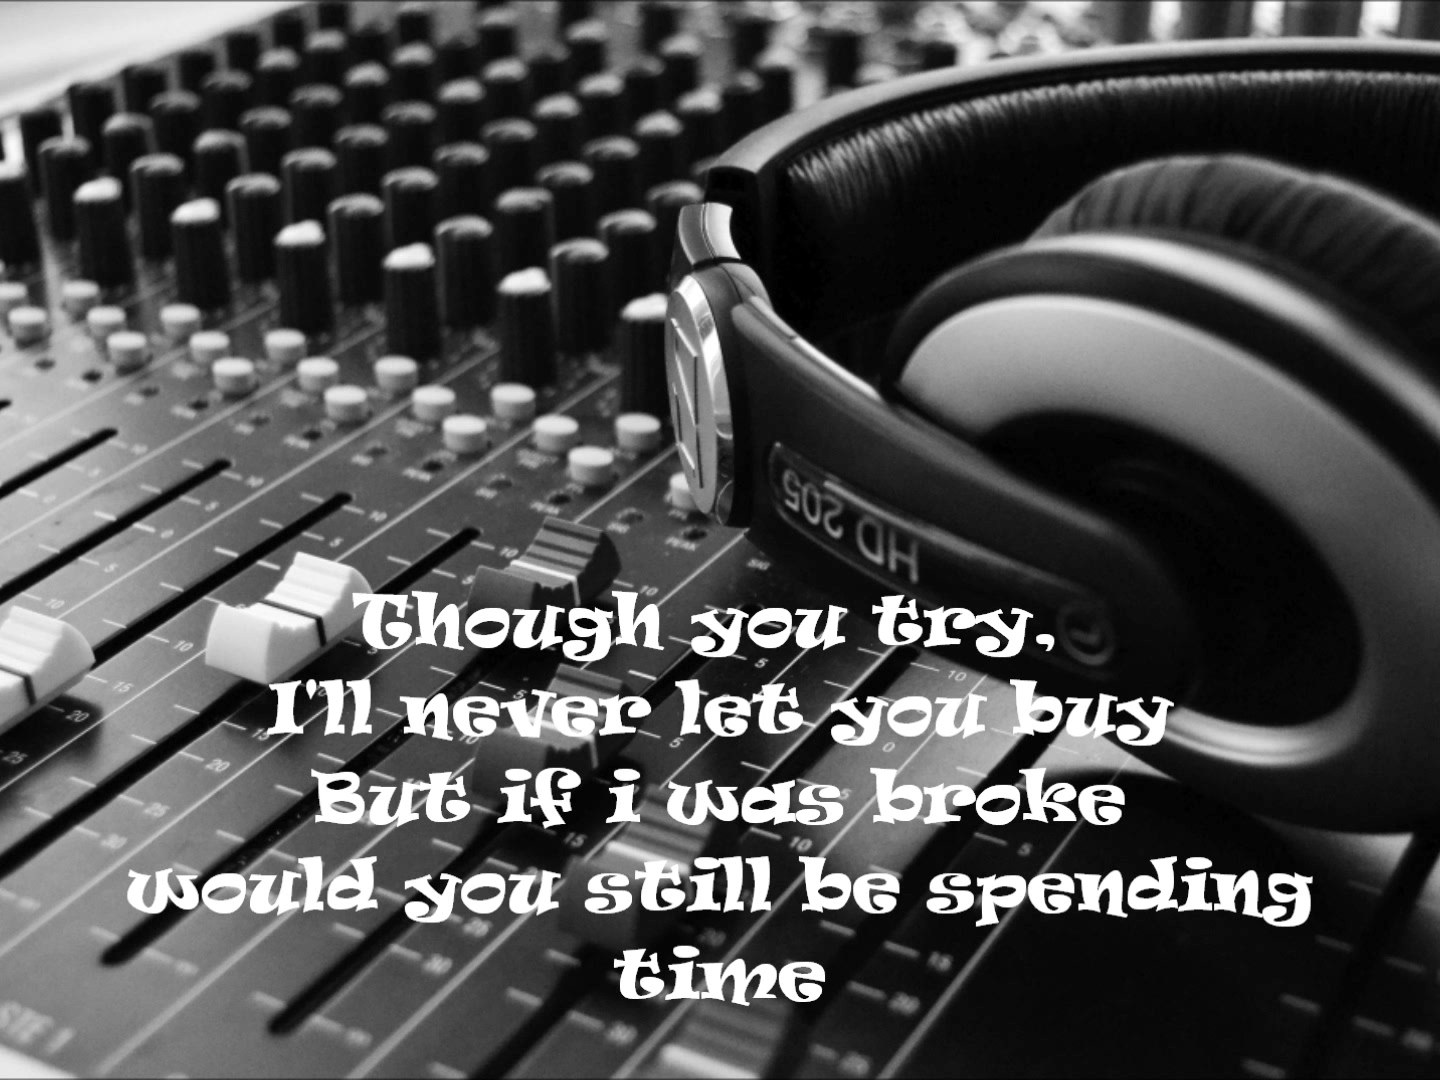 HD 205
Though you try,
I'll never let you buy
But if i was broke
would you still be spending
time